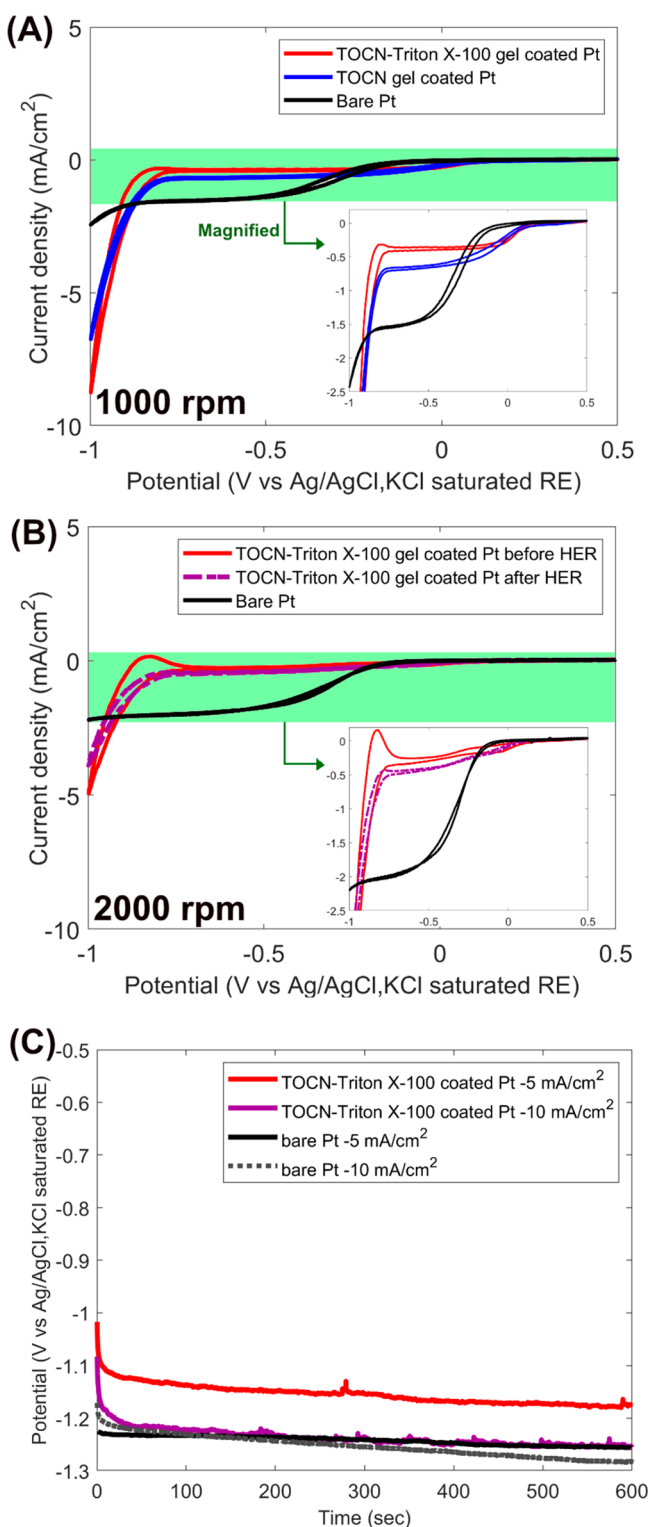 (A)
5
TOCN-Triton X-100 gel coated Pt
TOCN gel coated Pt
Bare Pt
0
Magnified
0
-0.5
-1
-1.5
-2
-2.5
-1
-0.5
0
0.5
-5
1000 rpm
-10
-1
-0.5
0
0.5
Current density (mA/cm²)
Potential (V vs Ag/AgCl,KCl saturated RE)
(B)
5
TOCN-Triton X-100 gel coated Pt before HER
TOCN-Triton X-100 gel coated Pt after HER
Bare Pt
0
0
-0.5
-1
-1.5
-2
-2.5
-1
-0.5
0
0.5
-5
2000 rpm
-10
-1
-0.5
0
0.5
Current density (mA/cm²)
Potential (V vs Ag/AgCl,KCl saturated RE)
(C)
-0.5
TOCN-Triton X-100 coated Pt -5 mA/cm²
TOCN-Triton X-100 coated Pt -10 mA/cm²
bare Pt -5 mA/cm²
bare Pt -10 mA/cm²
-0.6
-0.7
-0.8
-0.9
-1
-1.1
-1.2
-1.3
0
100
200
300
400
500
600
Potential (V vs Ag/AgCl,KCl saturated RE)
Time (sec)